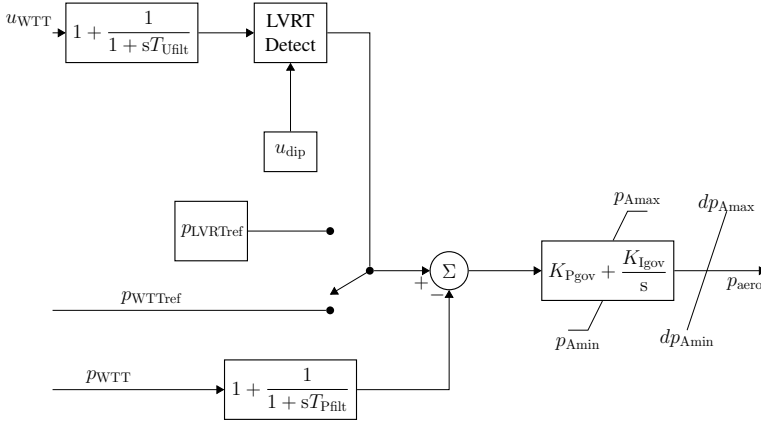 u_WTT
1 + 1/(1 + sT_Ufilt)
LVRT
Detect
u_dip
p_LVRTref
p_WTTref
p_WTT
1 + 1/(1 + sT_Pfilt)
+
−
Σ
p_Amax
K_Pgov + K_Igov/s
p_Amin
dp_Amax
p_aero
dp_Amin